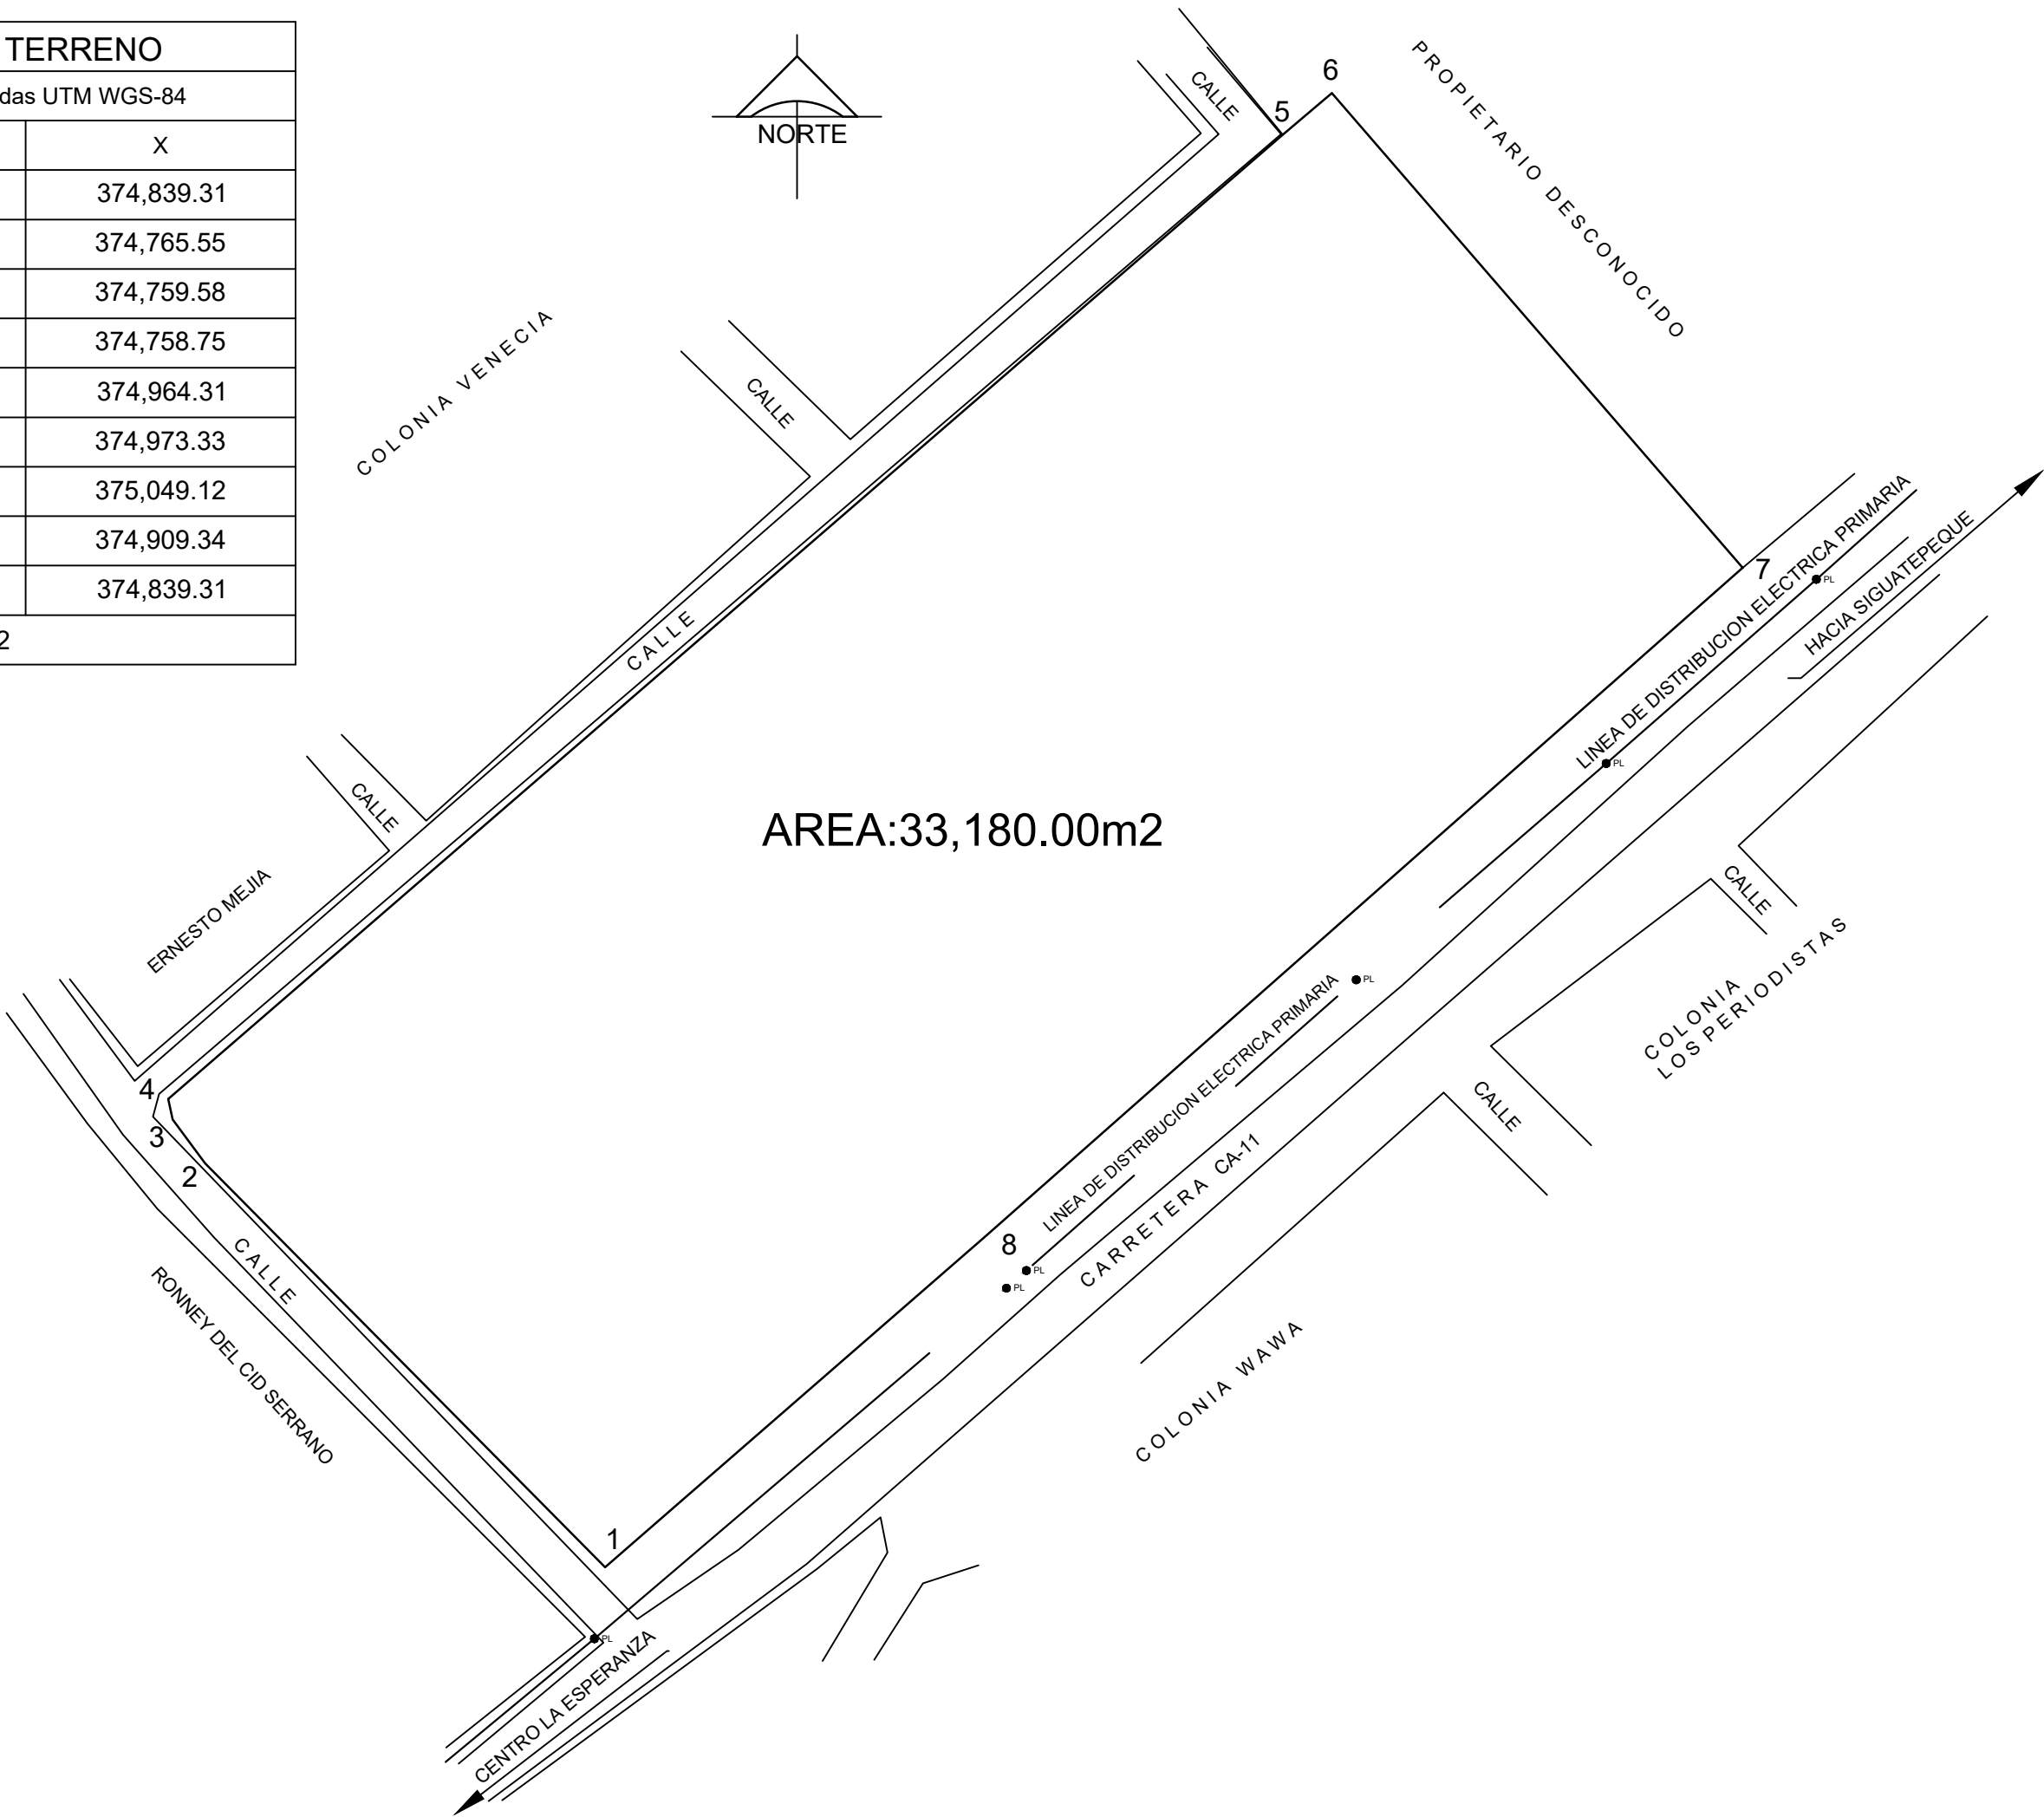 TERRENO
das UTM WGS-84
X
374,839.31
374,765.55
374,759.58
374,758.75
374,964.31
374,973.33
375,049.12
374,909.34
374,839.31
2
NORTE
CALLE
5
6
PROPIETARIO DESCONOCIDO
COLONIA VENECIA
CALLE
CALLE
7
LINEA DE DISTRIBUCION ELECTRICA PRIMARIA
PL
PL
HACIA SIGUATEPEQUE
CALLE
AREA:33,180.00m2
ERNESTO MEJIA
CALLE
COLONIA
LOS PERIODISTAS
CALLE
4
3
2
PL
LINEA DE DISTRIBUCION ELECTRICA PRIMARIA
CARRETERA CA-11
8
PL
PL
CALLE
RONNEY DEL CID SERRANO
COLONIA WAWA
1
PL
CENTRO LA ESPERANZA